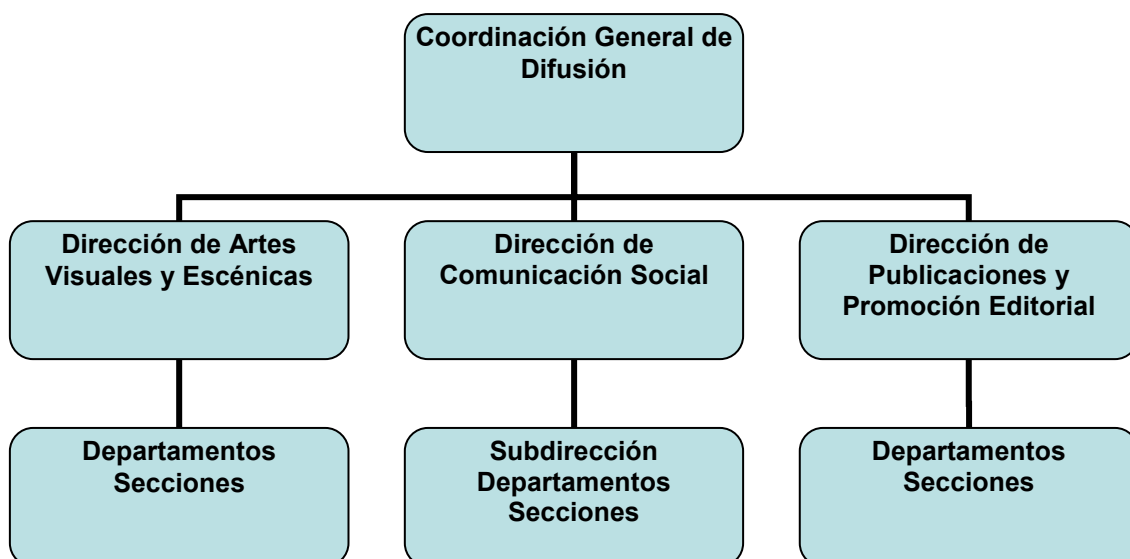 Coordinación General de
Difusión
Dirección de Artes
Visuales y Escénicas
Dirección de
Comunicación Social
Dirección de
Publicaciones y
Promoción Editorial
Departamentos
Secciones
Subdirección
Departamentos
Secciones
Departamentos
Secciones